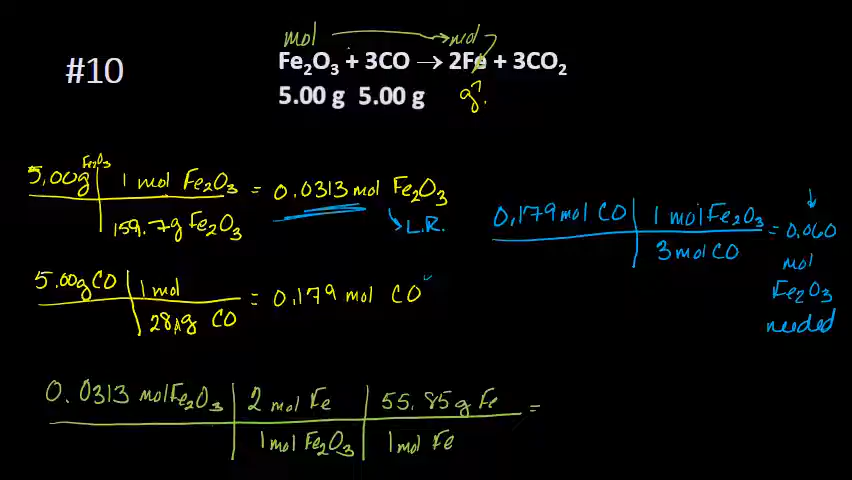 mol → mol
#10
Fe₂O₃ + 3CO → 2Fe + 3CO₂
5.00 g 5.00 g g?
5.00g Fe₂O₃ | 1 mol Fe₂O₃ = 0.0313 mol Fe₂O₃
159.7g Fe₂O₃
L.R.
0.179 mol CO | 1 mol Fe₂O₃ = 0.060
3 mol CO
mol
Fe₂O₃
needed
5.00g CO | 1 mol = 0.179 mol CO
CO
0.0313 mol Fe₂O₃ | 2 mol Fe | 55.85g Fe =
1 mol Fe₂O₃ | 1 mol Fe